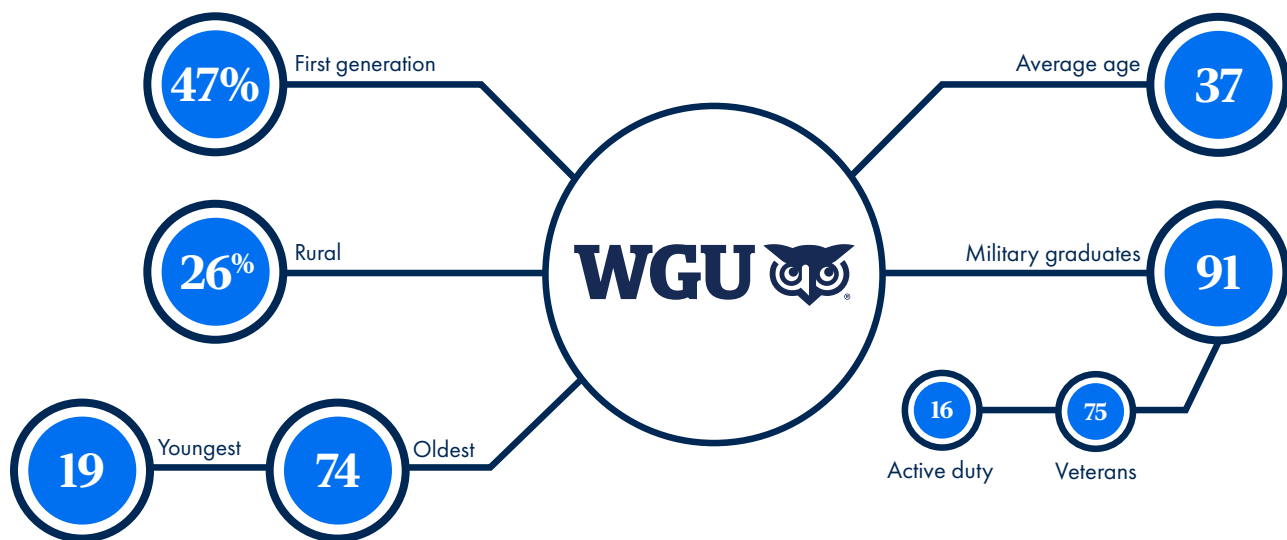 47%
First generation
Average age
37
26%
Rural
WGU
®
Military graduates
91
19
Youngest
74
Oldest
16
Active duty
75
Veterans